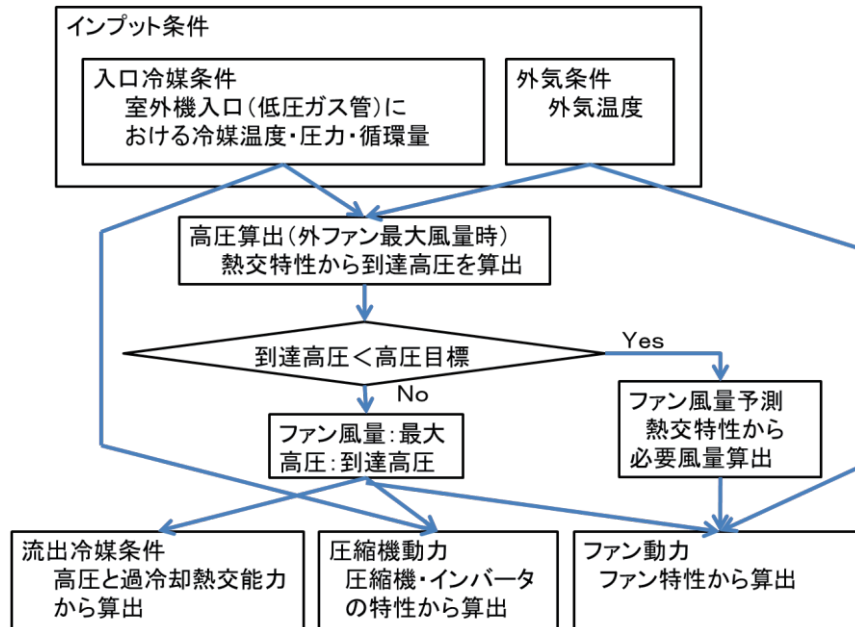 インプット条件
入口冷媒条件
室外機入口(低圧ガス管)に
おける冷媒温度・圧力・循環量
外気条件
外気温度
高圧算出(外ファン最大風量時)
熱交特性から到達高圧を算出
到達高圧<高圧目標
Yes
No
ファン風量:最大
高圧:到達高圧
ファン風量予測
熱交特性から
必要風量算出
流出冷媒条件
高圧と過冷却熱交能力
から算出
圧縮機動力
圧縮機・インバータ
の特性から算出
ファン動力
ファン特性から算出